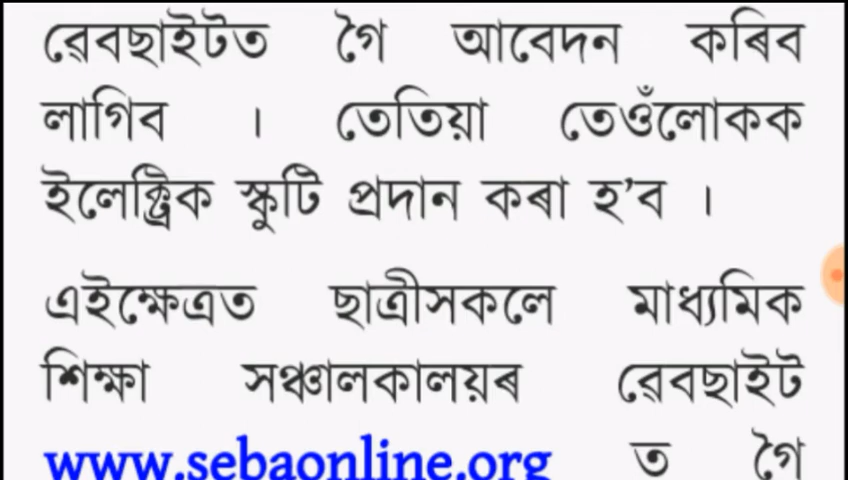 ৱেবছাইটত গৈ আবেদন কৰিব
লাগিব । তেতিয়া তেওঁলোকক
ইলেক্ট্ৰিক স্কুটি প্ৰদান কৰা হ’ব ।
এইক্ষেত্ৰত ছাত্ৰীসকলে মাধ্যমিক
শিক্ষা সঞ্চালকালয়ৰ ৱেবছাইট
www.sebaonline.org ত গৈ